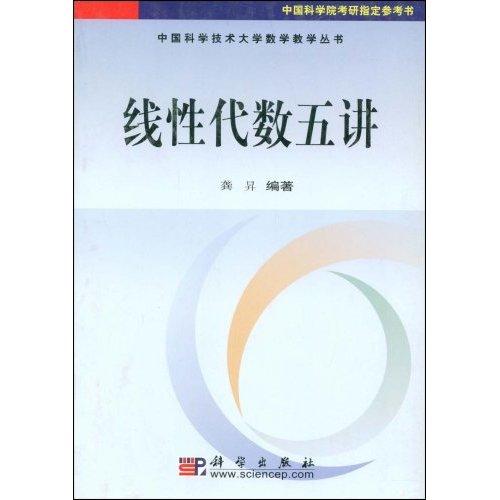 中国科学院考研指定参考书
中国科学技术大学数学教学丛书
线性代数五讲
龚昇 编著
SP
科学出版社
www.sciencep.com